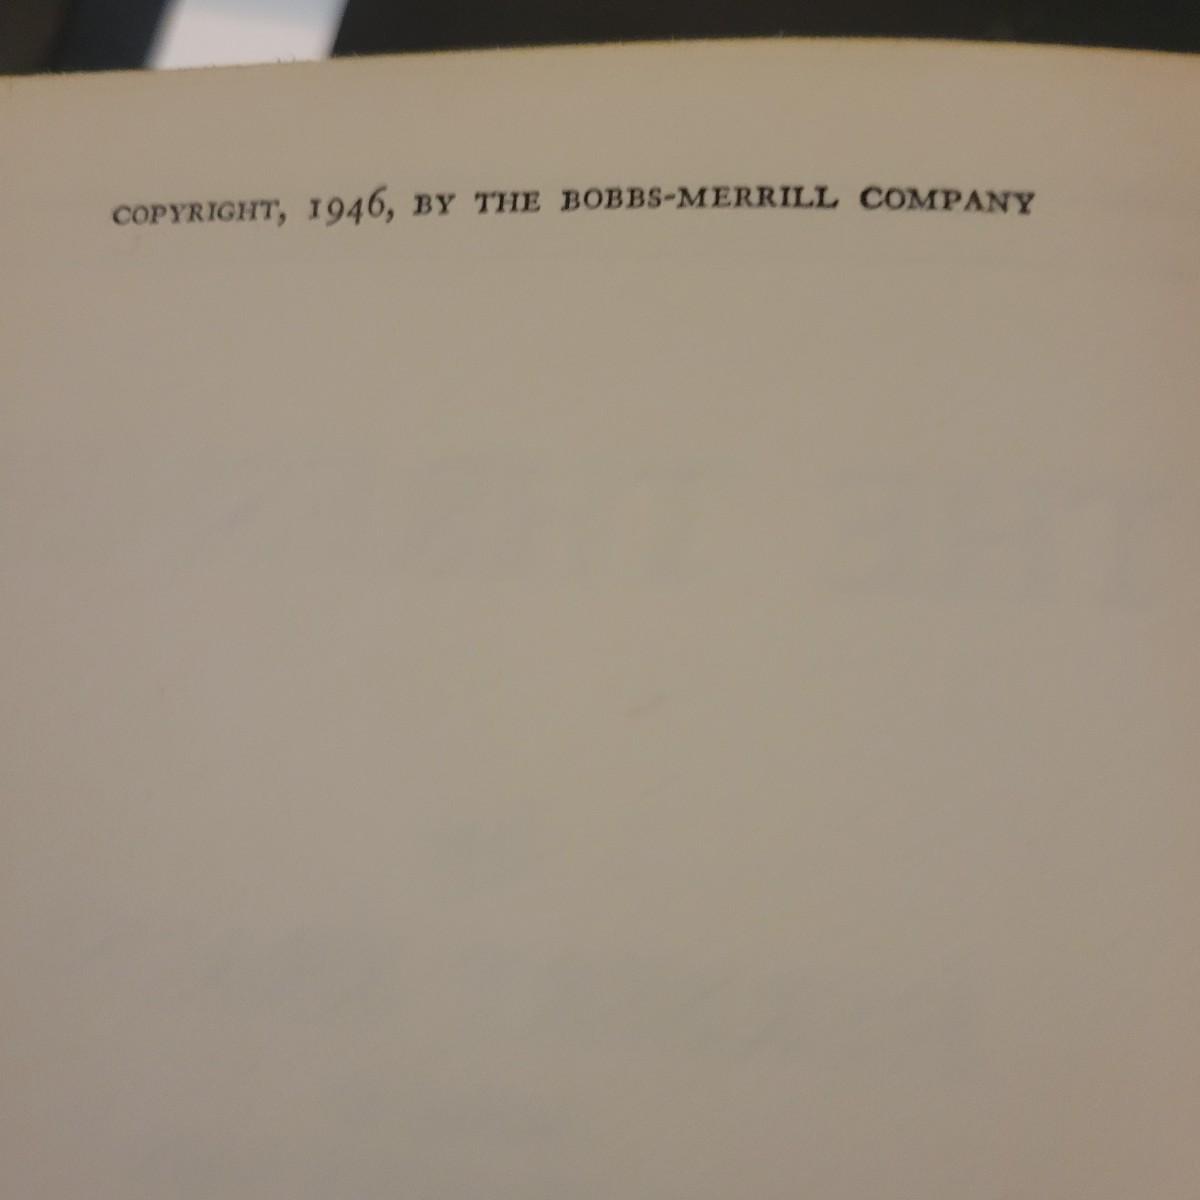 COPYRIGHT, 1946, BY THE BOBBS-MERRILL COMPANY